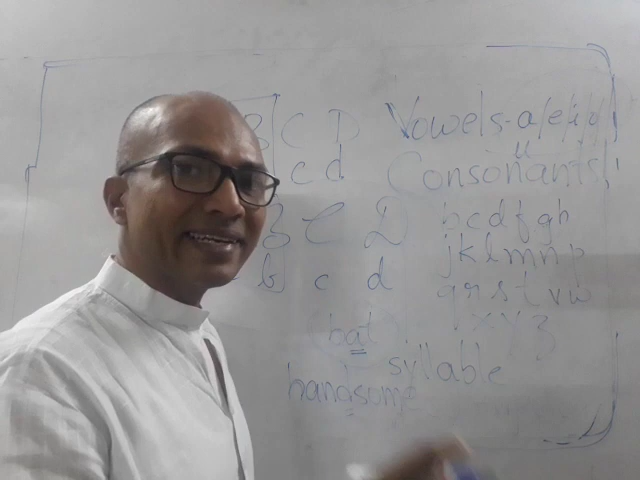 B C D Vowels-a/e/i/o/
u
c d Consonants
B C D b c d f g h
j k l m n p
b c d q r s t v w
x y z
(bat)
syllable
handsome